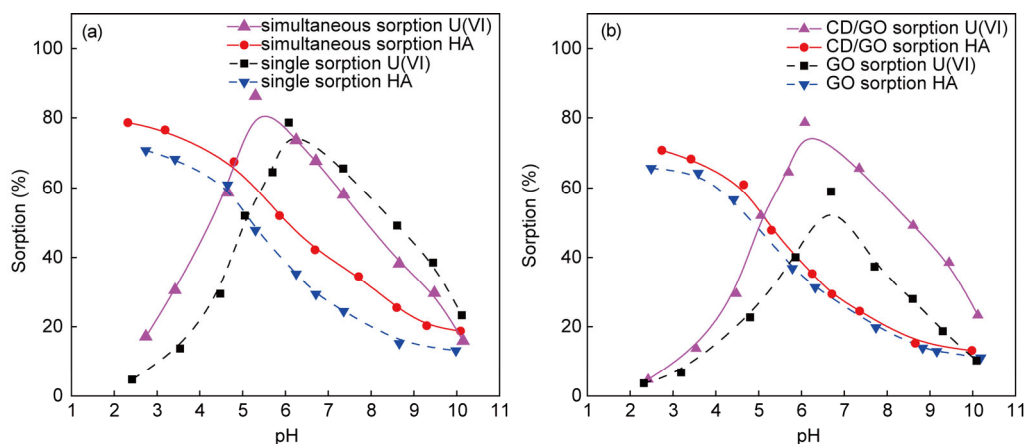 (a)
simultaneous sorption U(VI)
simultaneous sorption HA
single sorption U(VI)
single sorption HA
100
80
60
40
20
0
Sorption (%)
1 2 3 4 5 6 7 8 9 10 11
pH
(b)
CD/GO sorption U(VI)
CD/GO sorption HA
GO sorption U(VI)
GO sorption HA
100
80
60
40
20
0
Sorption (%)
1 2 3 4 5 6 7 8 9 10 11
pH